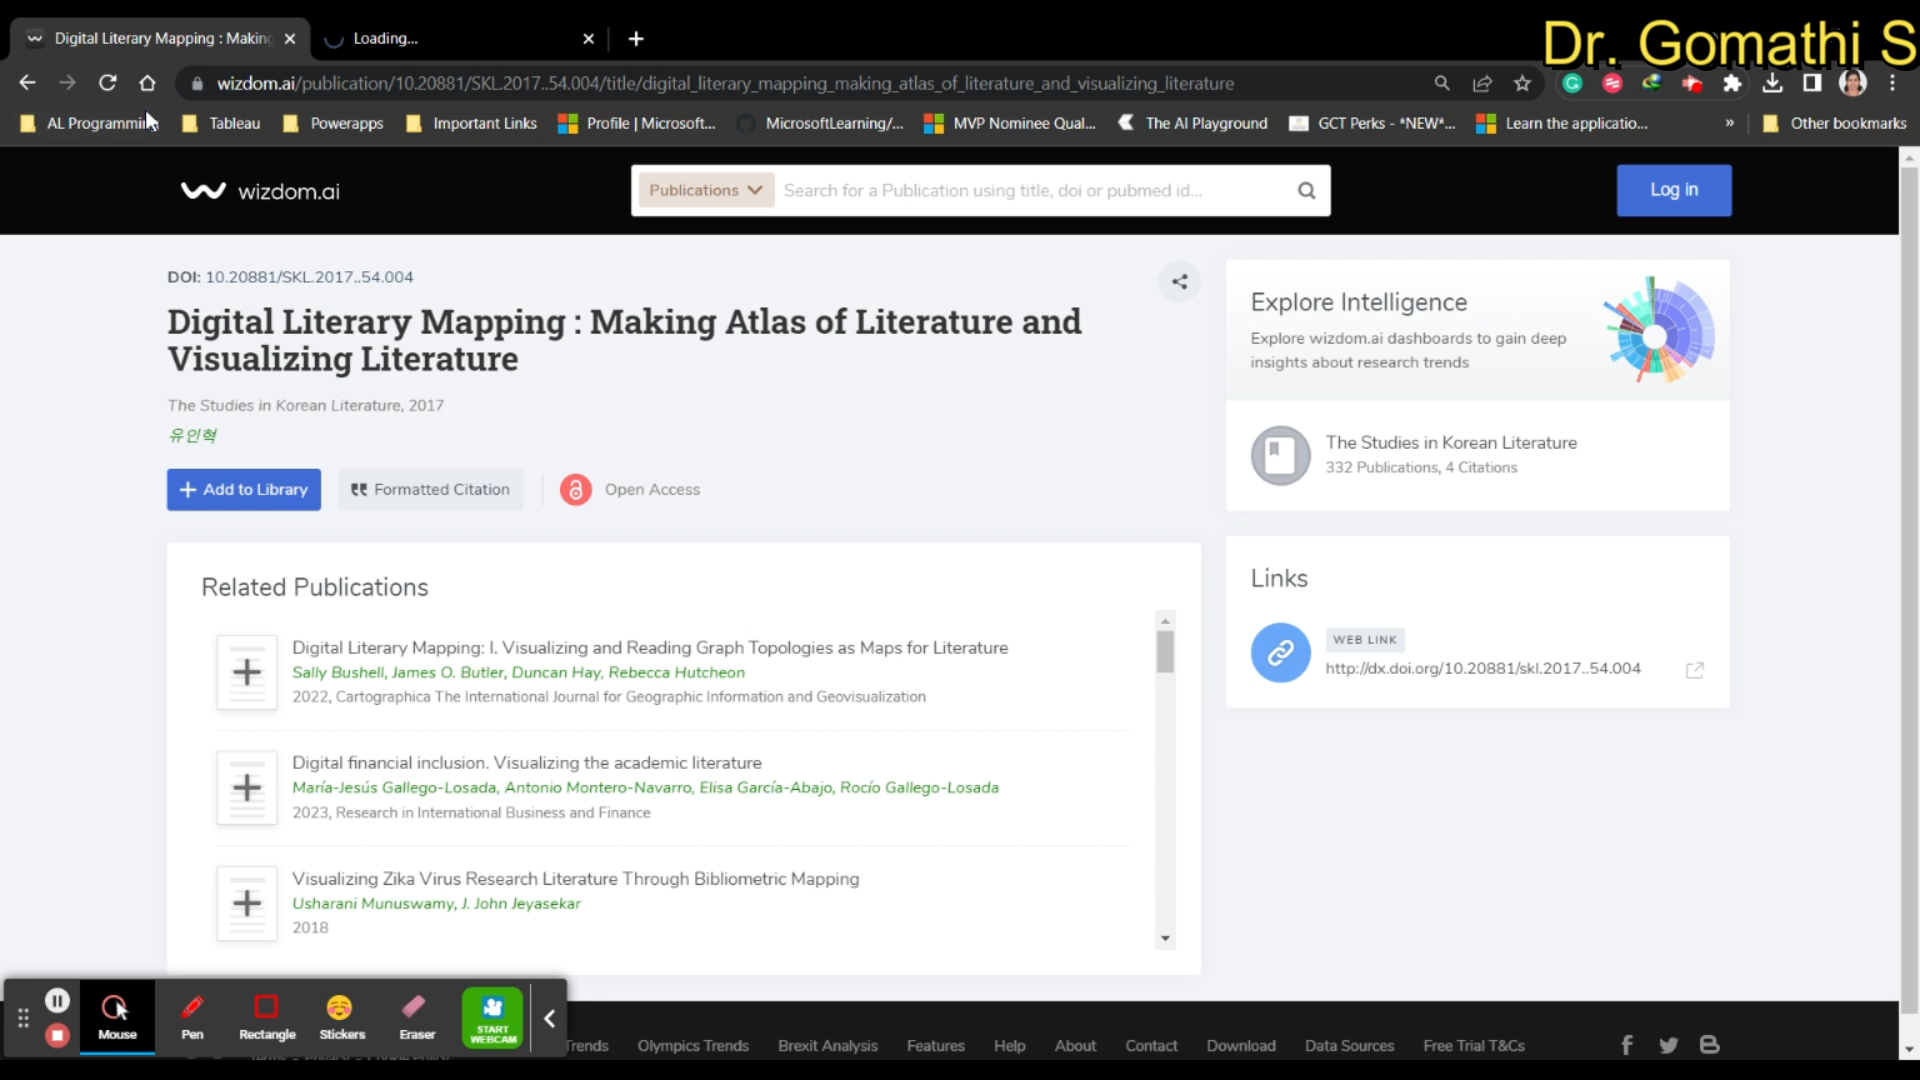 Digital Literary Mapping : Making
Loading...
Dr. Gomathi S
wizdom.ai/publication/10.20881/SKL.2017..54.004/title/digital_literary_mapping_making_atlas_of_literature_and_visualizing_literature
AL Programming
Tableau
Powerapps
Important Links
Profile | Microsoft...
MicrosoftLearning/...
MVP Nominee Qual...
The AI Playground
GCT Perks - *NEW*...
Learn the applicatio...
»
Other bookmarks
wizdom.ai
Publications
Search for a Publication using title, doi or pubmed id...
Log in
DOI: 10.20881/SKL.2017..54.004
Digital Literary Mapping : Making Atlas of Literature and
Visualizing Literature
The Studies in Korean Literature, 2017
유인혁
+ Add to Library
Formatted Citation
Open Access
Explore Intelligence
Explore wizdom.ai dashboards to gain deep
insights about research trends
The Studies in Korean Literature
332 Publications, 4 Citations
Links
WEB LINK
http://dx.doi.org/10.20881/skl.2017..54.004
Related Publications
Digital Literary Mapping: I. Visualizing and Reading Graph Topologies as Maps for Literature
Sally Bushell, James O. Butler, Duncan Hay, Rebecca Hutcheon
2022, Cartographica The International Journal for Geographic Information and Geovisualization
Digital financial inclusion. Visualizing the academic literature
María-Jesús Gallego-Losada, Antonio Montero-Navarro, Elisa García-Abajo, Rocío Gallego-Losada
2023, Research in International Business and Finance
Visualizing Zika Virus Research Literature Through Bibliometric Mapping
Usharani Munuswamy, J. John Jeyasekar
2018
Mouse
Pen
Rectangle
Stickers
Eraser
START
WEBCAM
Trends
Olympics Trends
Brexit Analysis
Features
Help
About
Contact
Download
Data Sources
Free Trial T&Cs